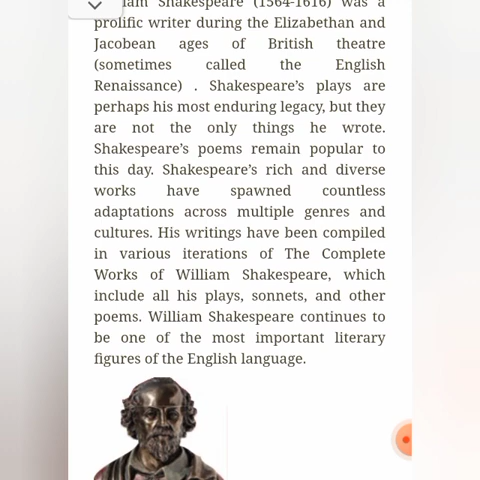 Shakespeare (1564-1616) was a
prolific writer during the Elizabethan and
Jacobean ages of British theatre
(sometimes called the English
Renaissance) . Shakespeare’s plays are
perhaps his most enduring legacy, but they
are not the only things he wrote.
Shakespeare’s poems remain popular to
this day. Shakespeare’s rich and diverse
works have spawned countless
adaptations across multiple genres and
cultures. His writings have been compiled
in various iterations of The Complete
Works of William Shakespeare, which
include all his plays, sonnets, and other
poems. William Shakespeare continues to
be one of the most important literary
figures of the English language.